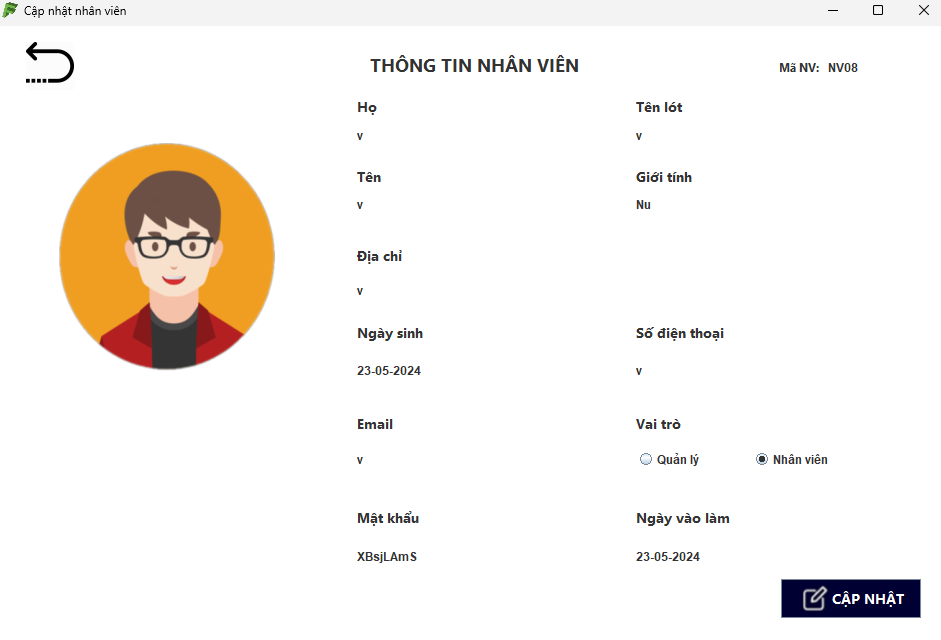 Cập nhật nhân viên
THÔNG TIN NHÂN VIÊN
Mã NV: NV08
Họ
Tên lót
v
v
Tên
Giới tính
v
Nu
Địa chỉ
v
Ngày sinh
Số điện thoại
23-05-2024
v
Email
Vai trò
v
Quản lý
Nhân viên
Mật khẩu
Ngày vào làm
XBsjLAmS
23-05-2024
CẬP NHẬT